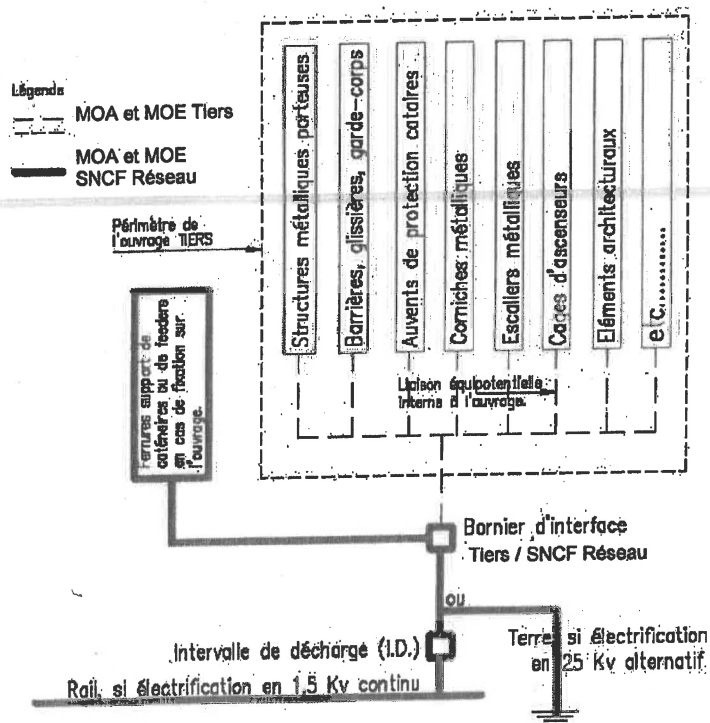 Légende
MOA et MOE Tiers
MOA et MOE
SNCF Réseau
Périmètre de
l'ouvrage TIERS
Structures métalliques porteuses
Barrières, glissières, garde-corps
Auvents de protection cataires
Corniches métalliques
Escaliers métalliques
Cages d'ascenseurs
Eléments architecturaux
etc..........
Liaison équipotentielle
interne à l'ouvrage.
Ferrures support de
caténaires ou de feeders
en cas de fixation sur
l'ouvrage.
Bornier d'interface
Tiers / SNCF Réseau
ou
Intervalle de décharge (I.D.)
Terre si électrification
en 25 Kv alternatif.
Rail, si électrification en 1,5 Kv continu